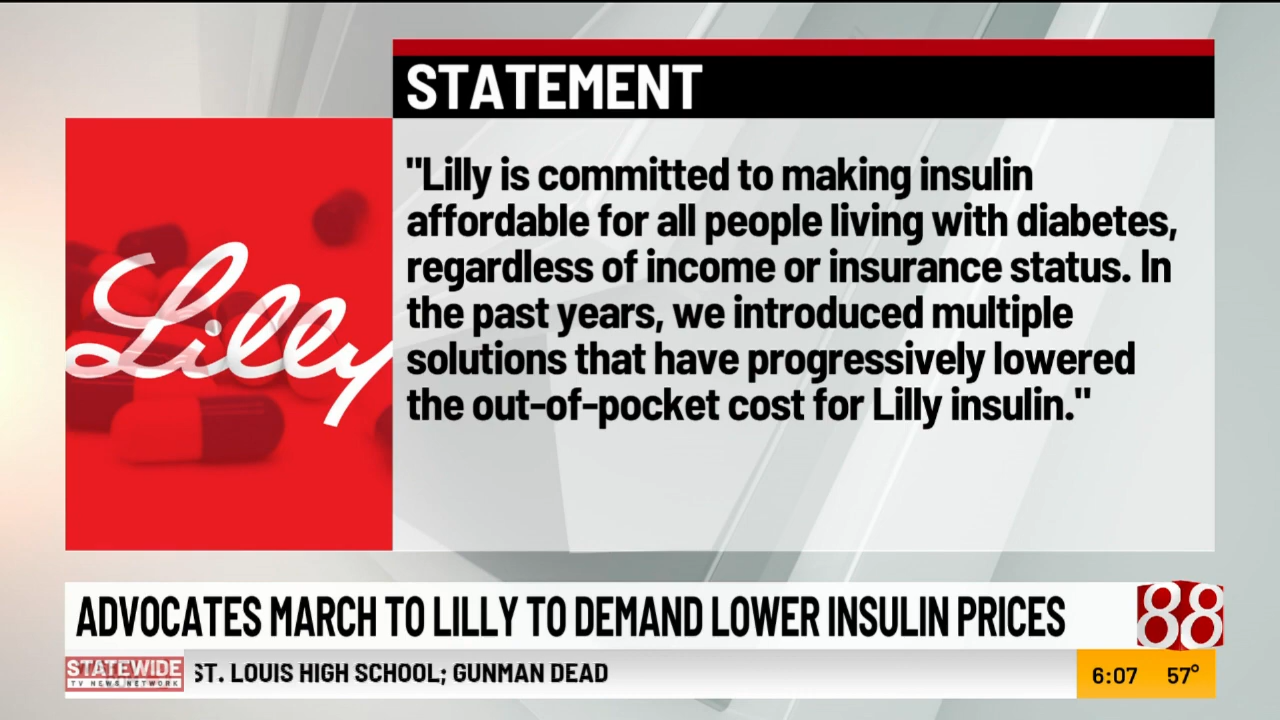 STATEMENT
Lilly
"Lilly is committed to making insulin
affordable for all people living with diabetes,
regardless of income or insurance status. In
the past years, we introduced multiple
solutions that have progressively lowered
the out-of-pocket cost for Lilly insulin."
ADVOCATES MARCH TO LILLY TO DEMAND LOWER INSULIN PRICES
88
STATEWIDE
TV NEWS NETWORK
ST. LOUIS HIGH SCHOOL; GUNMAN DEAD
6:07 57°